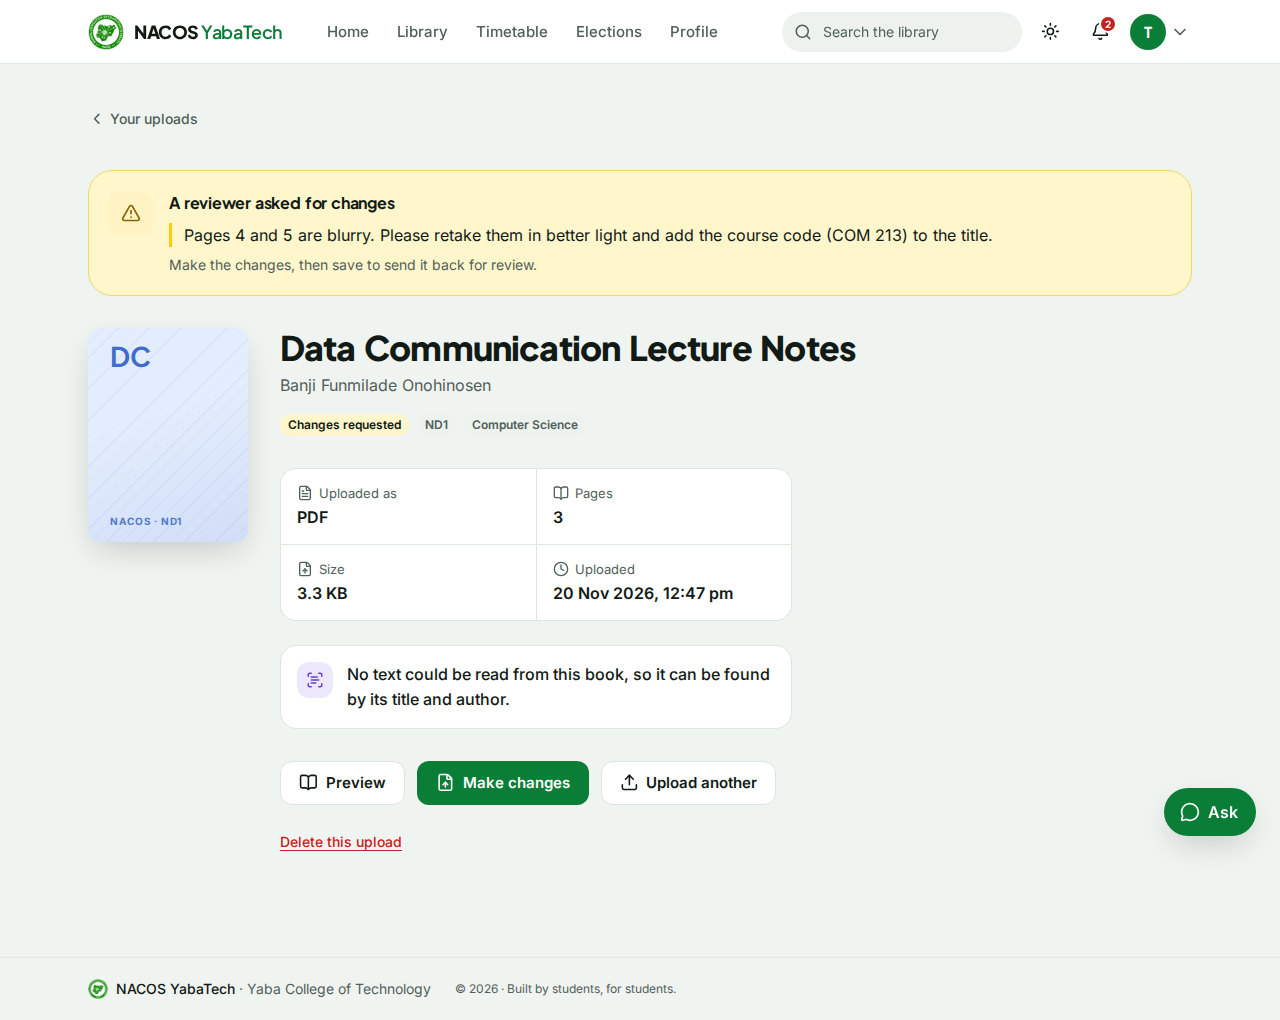 NACOS YabaTech
Home
Library
Timetable
Elections
Profile
Search the library
2
T
Your uploads
A reviewer asked for changes
Pages 4 and 5 are blurry. Please retake them in better light and add the course code (COM 213) to the title.
Make the changes, then save to send it back for review.
DC
NACOS · ND1
Data Communication Lecture Notes
Banji Funmilade Onohinosen
Changes requested
ND1
Computer Science
Uploaded as
PDF
Pages
3
Size
3.3 KB
Uploaded
20 Nov 2026, 12:47 pm
No text could be read from this book, so it can be found
by its title and author.
Preview
Make changes
Upload another
Ask
Delete this upload
NACOS YabaTech · Yaba College of Technology
© 2026 · Built by students, for students.